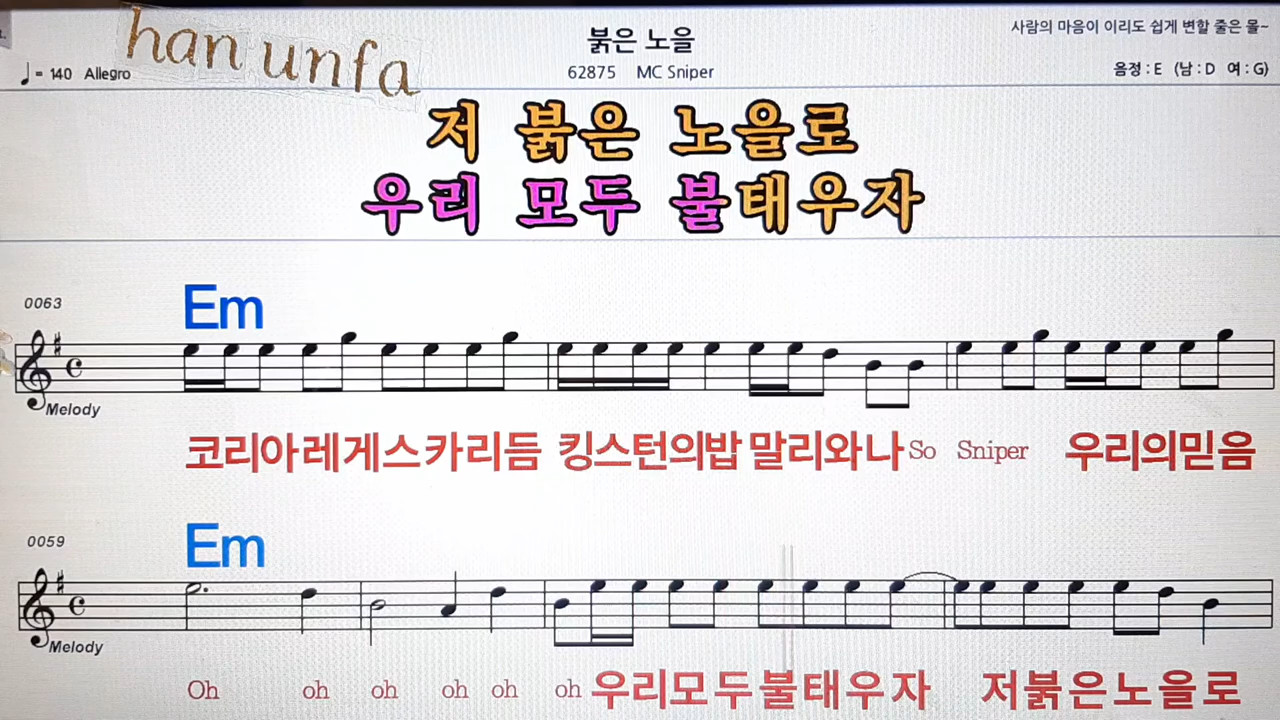 han unfa
붉은 노을
사람의 마음이 이리도 쉽게 변할 줄은 몰~
♩= 140 Allegro
62875 MC Sniper
음정 : E (남 : D 여 : G)
저 붉은 노을로
우리 모두 불태우자
0063
Em
Melody
코리아레게스카리듬 킹스턴의밥 말리와나 So Sniper 우리의믿음
0059
Em
Melody
Oh oh oh oh oh oh 우리모두불태우자 저붉은노을로